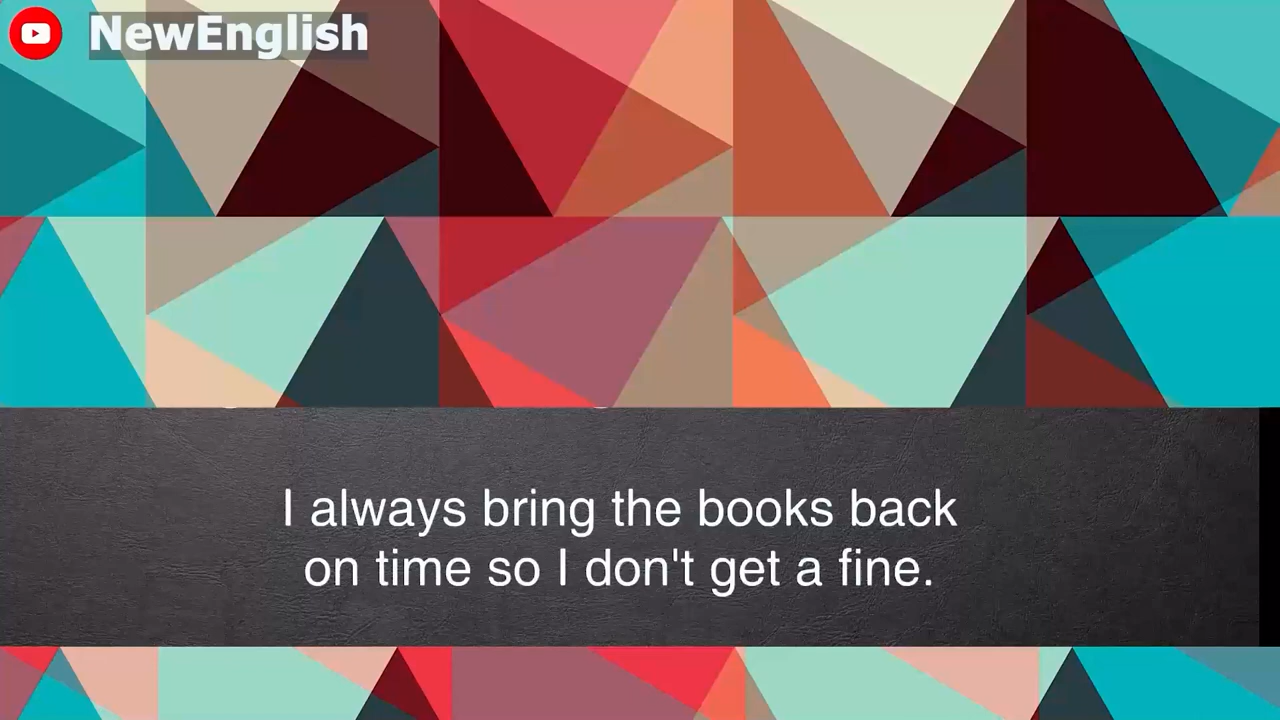 NewEnglish
I always bring the books back
on time so I don't get a fine.